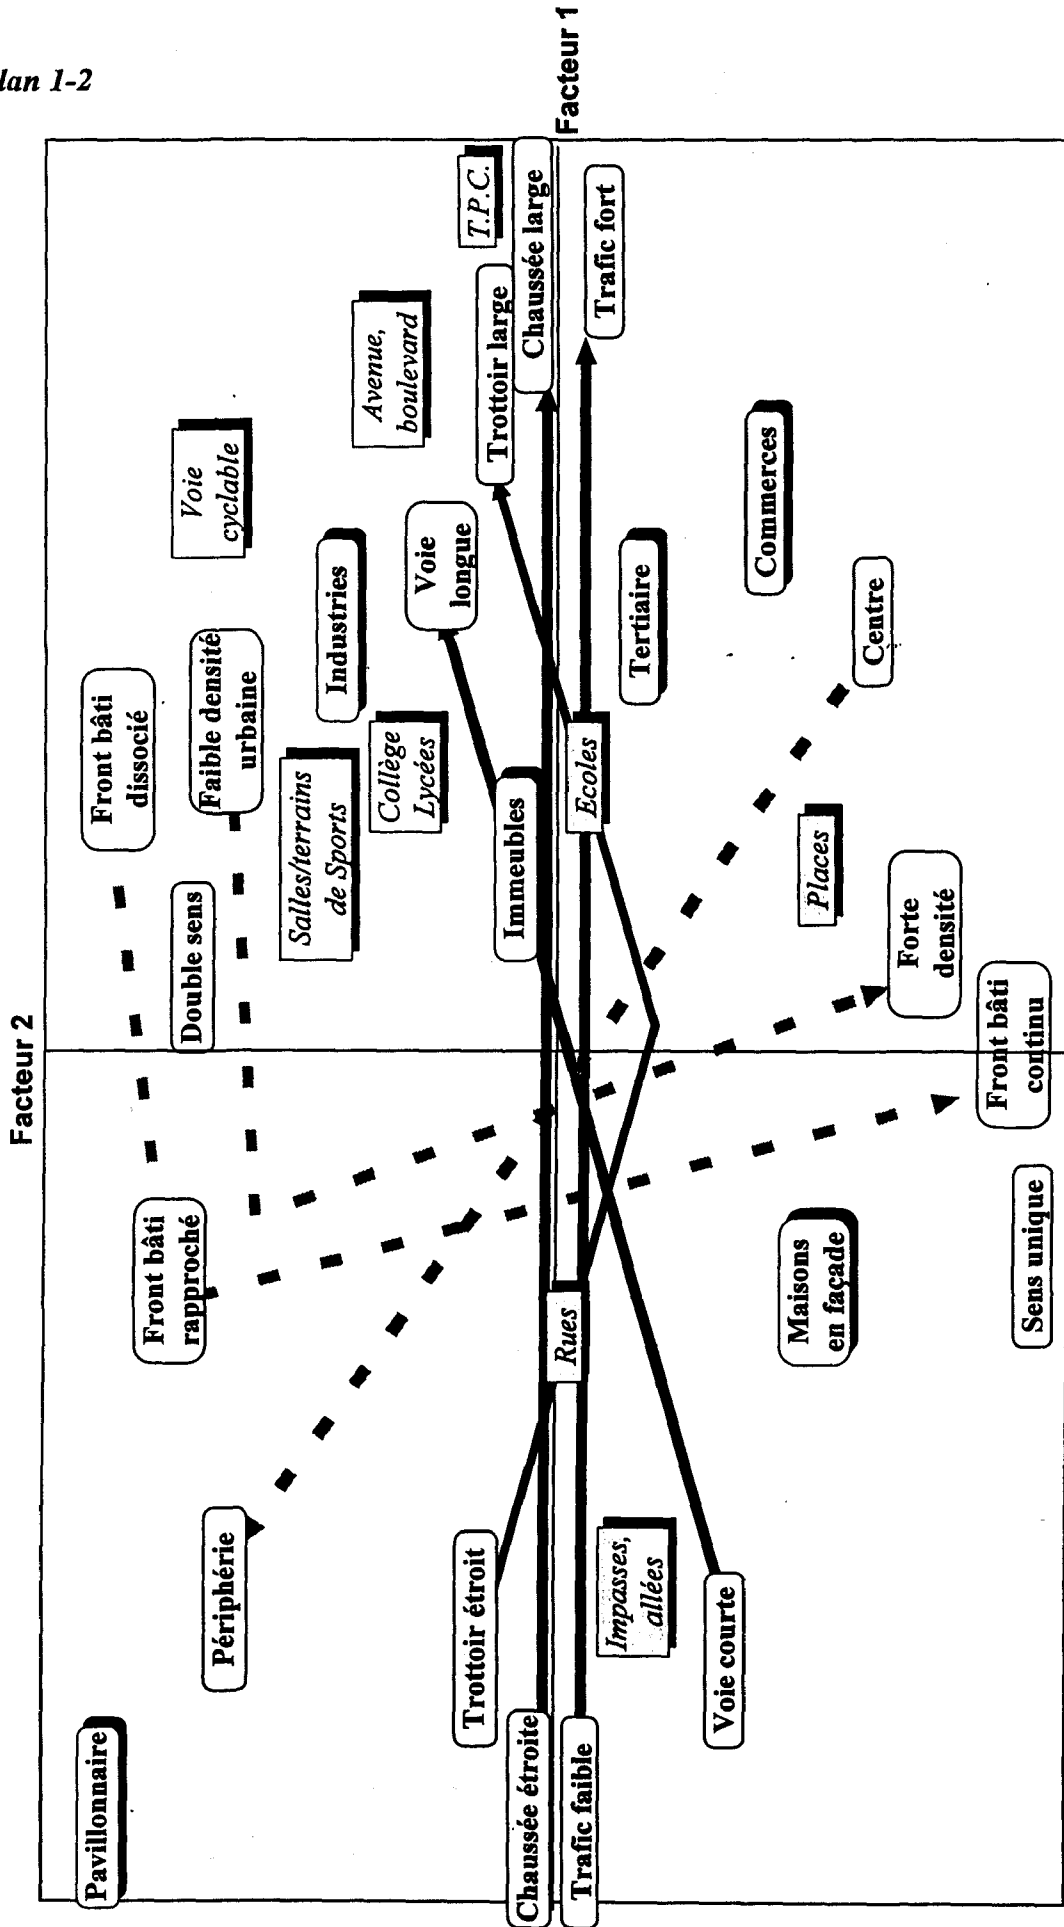 lan 1-2
Facteur 2
Facteur 1
Pavillonnaire
Front bâti
dissocié
Front bâti
rapproché
Voie
cyclable
Faible densité
urbaine
Double sens
Périphérie
Salles/terrains
de Sports
Industries
Avenue,
boulevard
Collège
Lycées
Voie
longue
T.P.C.
Trottoir large
Trottoir étroit
Immeubles
Chaussée large
Chaussée étroite
Rues
Ecoles
Trafic fort
Trafic faible
Impasses,
allées
Tertiaire
Voie courte
Commerces
Maisons
en façade
Places
Centre
Forte
densité
Front bâti
continu
Sens unique